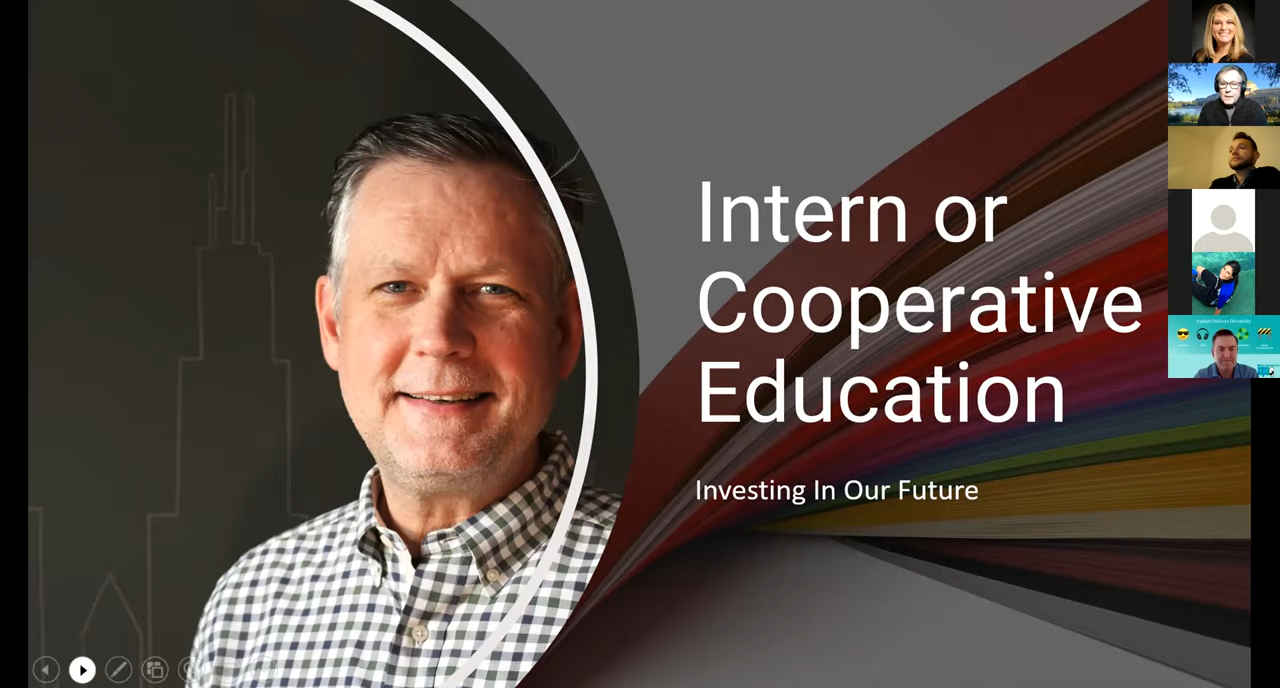 Intern or
Cooperative
Education
Investing In Our Future